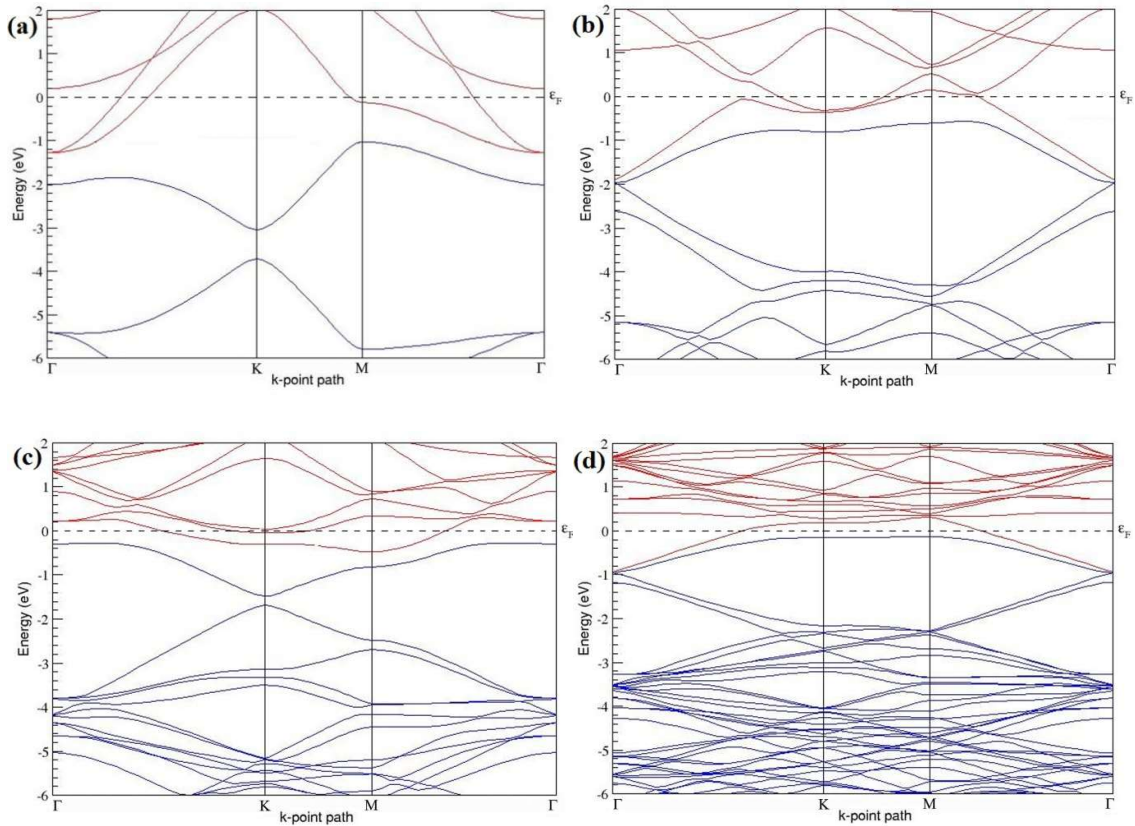 (a)
2
1
0
-1
-2
-3
-4
-5
-6
Energy (eV)
εF
Γ
K
M
Γ
k-point path
(b)
2
1
0
-1
-2
-3
-4
-5
-6
Energy (eV)
εF
Γ
K
M
Γ
k-point path
(c)
2
1
0
-1
-2
-3
-4
-5
-6
Energy (eV)
εF
Γ
K
M
Γ
k-point path
(d)
2
1
0
-1
-2
-3
-4
-5
-6
Energy (eV)
εF
Γ
K
M
Γ
k-point path